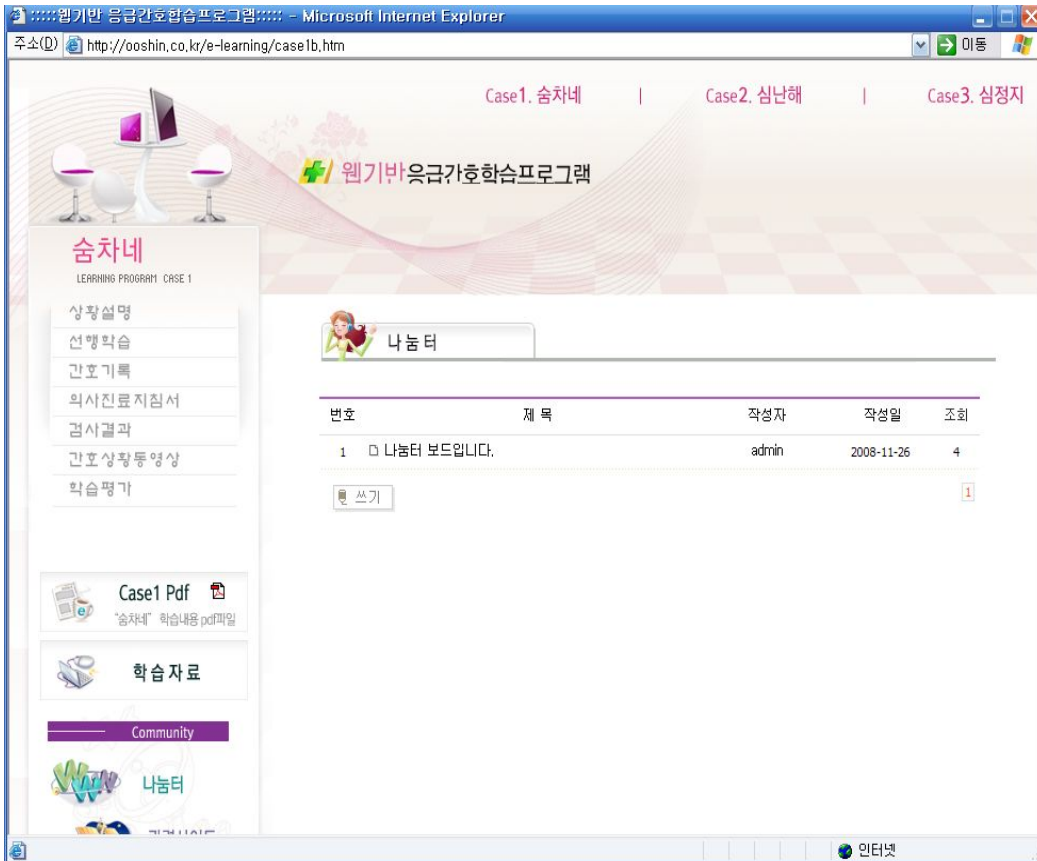 :::::웹기반 응급간호학습프로그램::::: - Microsoft Internet Explorer
주소(D) http://ooshin.co.kr/e-learning/case1b.htm 이동
Case1. 숨차네 | Case2. 심난해 | Case3. 심정지
웹기반응급간호학습프로그램
숨차네
LEARNING PROGRAM CASE 1
상황설명
선행학습
간호기록
의사진료지침서
검사결과
간호상황동영상
학습평가
나눔터
번호 제 목 작성자 작성일 조회
1 나눔터 보드입니다. admin 2008-11-26 4
쓰기 1
Case1 Pdf
"숨차네" 학습내용 pdf파일
학습자료
Community
나눔터
인터넷